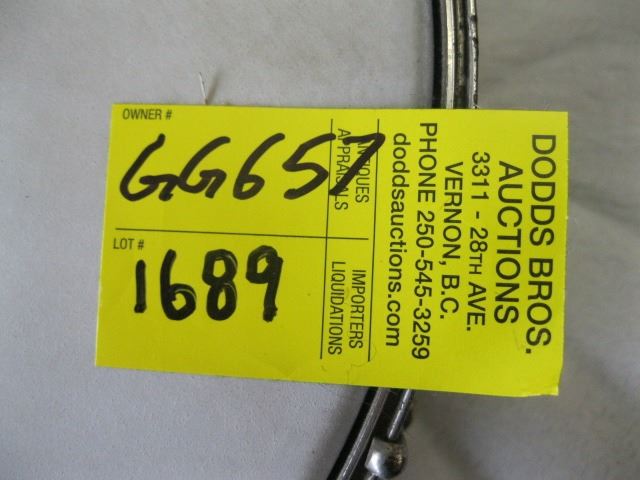 OWNER #
GG657
LOT #
1689
ANTIQUES
APPRAISALS
IMPORTERS
LIQUIDATIONS
DODDS BROS.
AUCTIONS
3311 - 28TH AVE.
VERNON, B.C.
PHONE 250-545-3259
doddsauctions.com